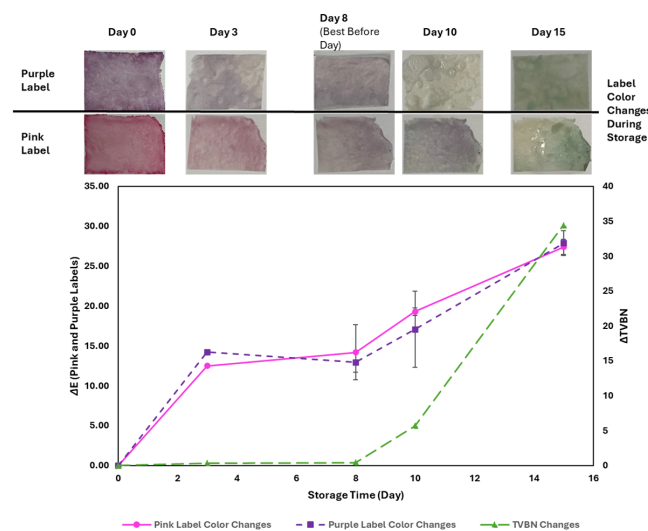 Day 0
Day 3
Day 8
(Best Before
Day)
Day 10
Day 15
Purple
Label
Pink
Label
Label
Color
Changes
During
Storage
35.00
30.00
25.00
20.00
15.00
10.00
5.00
0.00
ΔE (Pink and Purple Labels)
40
35
30
25
20
15
10
5
0
ΔTVBN
0 2 4 6 8 10 12 14 16
Storage Time (Day)
Pink Label Color Changes Purple Label Color Changes TVBN Changes